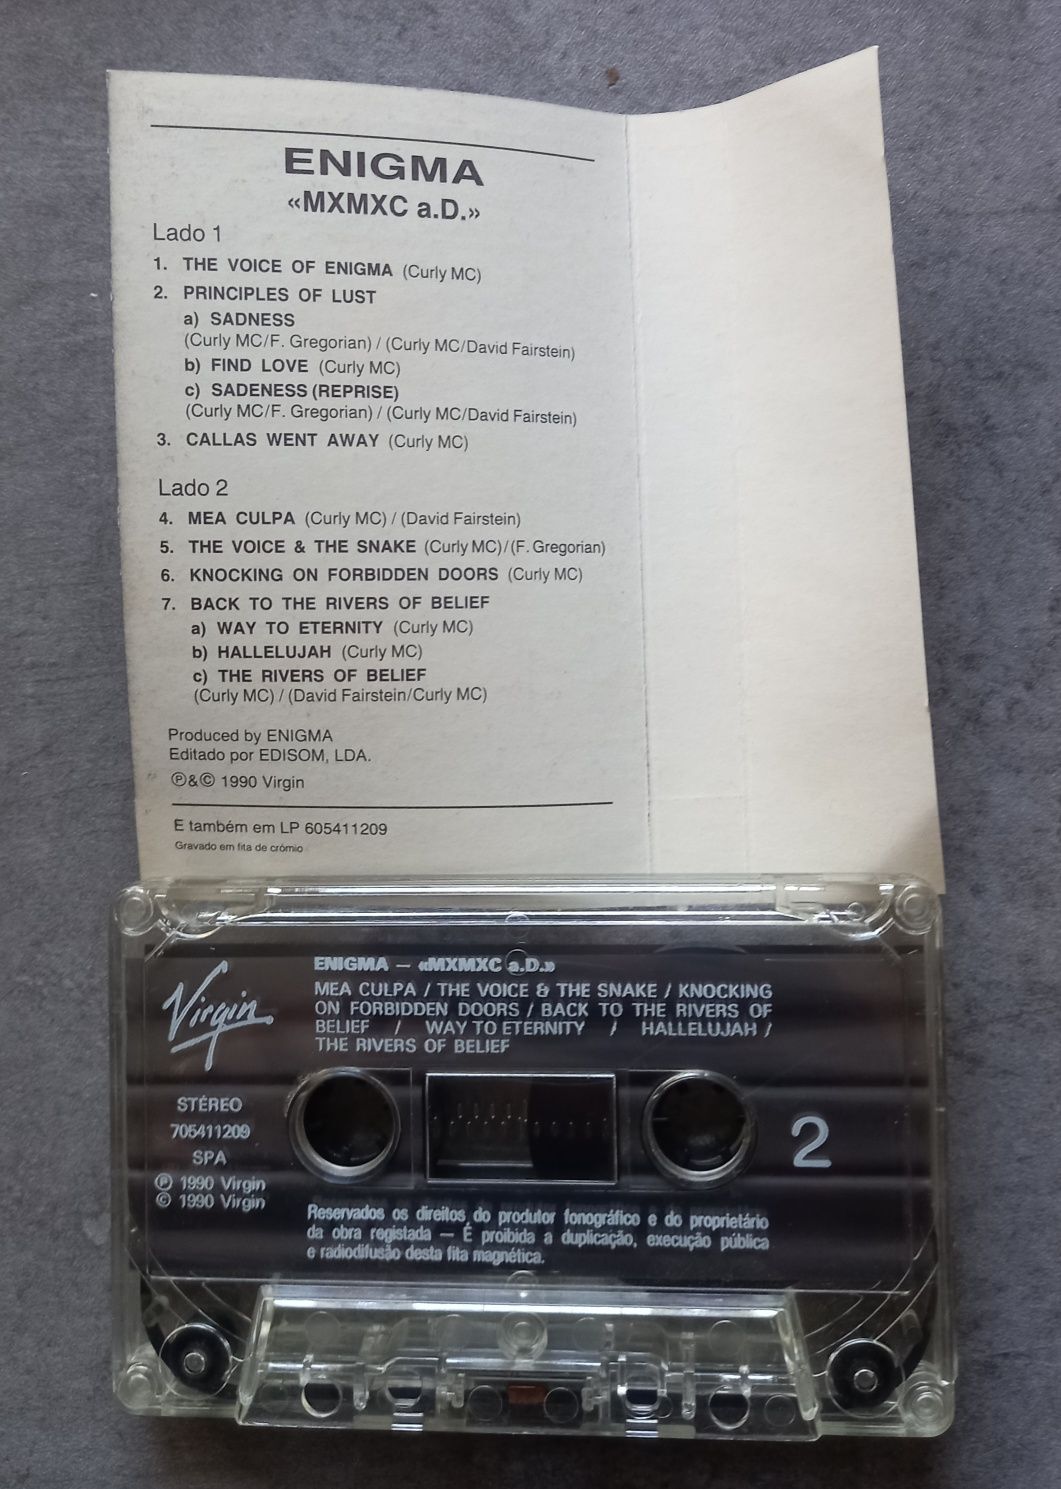 ENIGMA
«MXMXC a.D.»
Lado 1
1. THE VOICE OF ENIGMA (Curly MC)
2. PRINCIPLES OF LUST
a) SADNESS
(Curly MC/F. Gregorian) / (Curly MC/David Fairstein)
b) FIND LOVE (Curly MC)
c) SADENESS (REPRISE)
(Curly MC/F. Gregorian) / (Curly MC/David Fairstein)
3. CALLAS WENT AWAY (Curly MC)
Lado 2
4. MEA CULPA (Curly MC) / (David Fairstein)
5. THE VOICE & THE SNAKE (Curly MC)/(F. Gregorian)
6. KNOCKING ON FORBIDDEN DOORS (Curly MC)
7. BACK TO THE RIVERS OF BELIEF
a) WAY TO ETERNITY (Curly MC)
b) HALLELUJAH (Curly MC)
c) THE RIVERS OF BELIEF
(Curly MC) / (David Fairstein/Curly MC)
Produced by ENIGMA
Editado por EDISOM, LDA.
℗&© 1990 Virgin
E também em LP 605411209
Gravado em fita de crómio
Virgin
ENIGMA — «MXMXC a.D.»
MEA CULPA / THE VOICE & THE SNAKE / KNOCKING
ON FORBIDDEN DOORS / BACK TO THE RIVERS OF
BELIEF / WAY TO ETERNITY / HALLELUJAH /
THE RIVERS OF BELIEF
STÉREO
705411209
SPA
℗ 1990 Virgin
© 1990 Virgin
2
Reservados os direitos do produtor fonográfico e do proprietário
da obra registada — É proibida a duplicação, execução pública
e radiodifusão desta fita magnética.